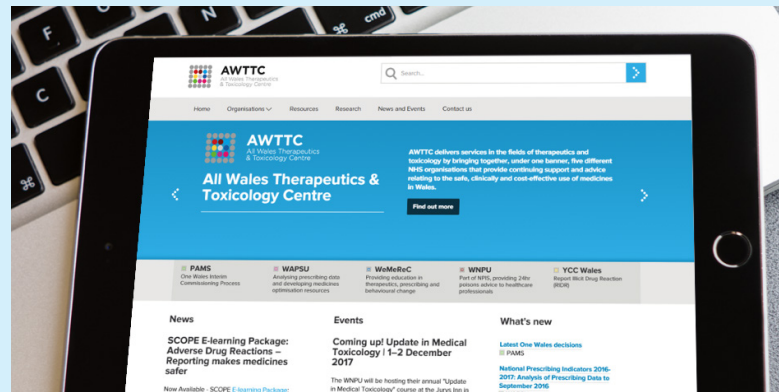 F
C
N
cmd
AWTTC
All Wales Therapeutics
& Toxicology Centre
Search...
Home Organisations Resources Research News and Events Contact us
AWTTC
All Wales Therapeutics
& Toxicology Centre
All Wales Therapeutics &
Toxicology Centre
AWTTC delivers services in the fields of therapeutics and
toxicology by bringing together, under one banner, five different
NHS organisations that provide continuing support and advice
relating to the safe, clinically and cost-effective use of medicines
in Wales.
Find out more
PAMS
One Wales Interim
Commissioning Process
WAPSU
Analysing prescribing data
and developing medicines
optimisation resources
WeMeReC
Providing education in
therapeutics, prescribing and
behavioural change
WNPU
Part of NPIS, providing 24hr
poisons advice to healthcare
professionals
YCC Wales
Report Illicit Drug Reaction
(RIDR)
News
SCOPE E-learning Package:
Adverse Drug Reactions –
Reporting makes medicines
safer
Now Available - SCOPE E-learning Package:
Events
Coming up! Update in Medical
Toxicology | 1–2 December
2017
The WNPU will be hosting their annual "Update
in Medical Toxicology" course at the Jurys Inn in
What's new
Latest One Wales decisions
PAMS
National Prescribing Indicators 2016-
2017: Analysis of Prescribing Data to
September 2016